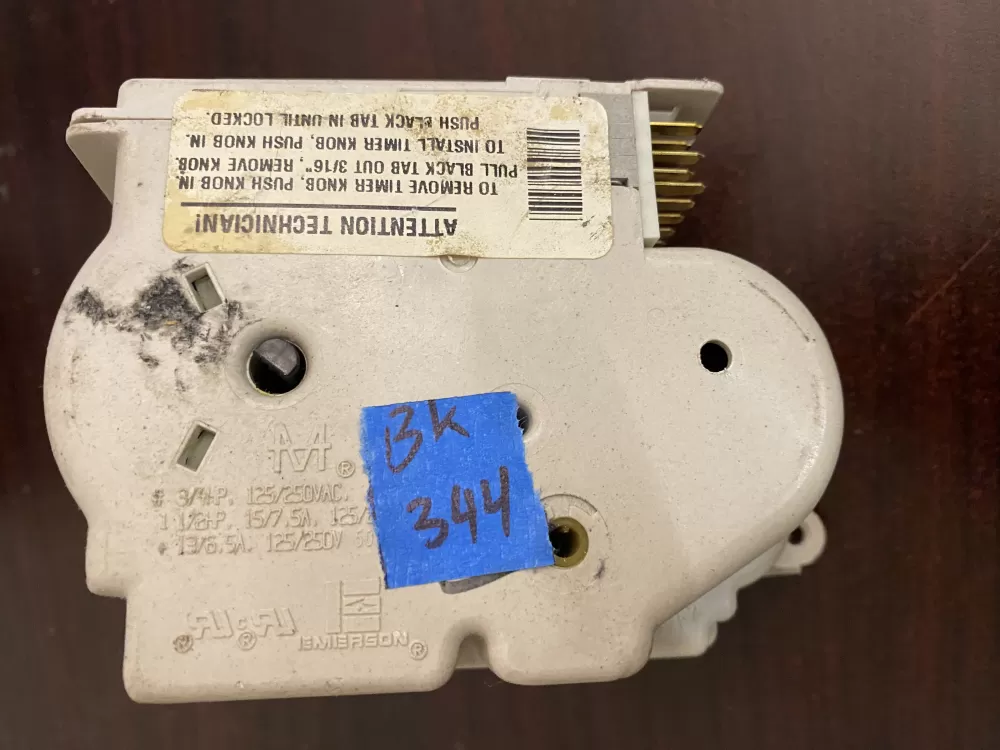 ATTENTION TECHNICIAN!
TO REMOVE TIMER KNOB, PUSH KNOB IN.
PULL BLACK TAB OUT 3/16", REMOVE KNOB.
TO INSTALL TIMER KNOB, PUSH KNOB IN.
PUSH BLACK TAB IN UNTIL LOCKED.
BK
344
®
3/4HP, 125/250VAC.
1/2HP. 15/7.5A.
13/6.5A. 125/250V
EMERSON®